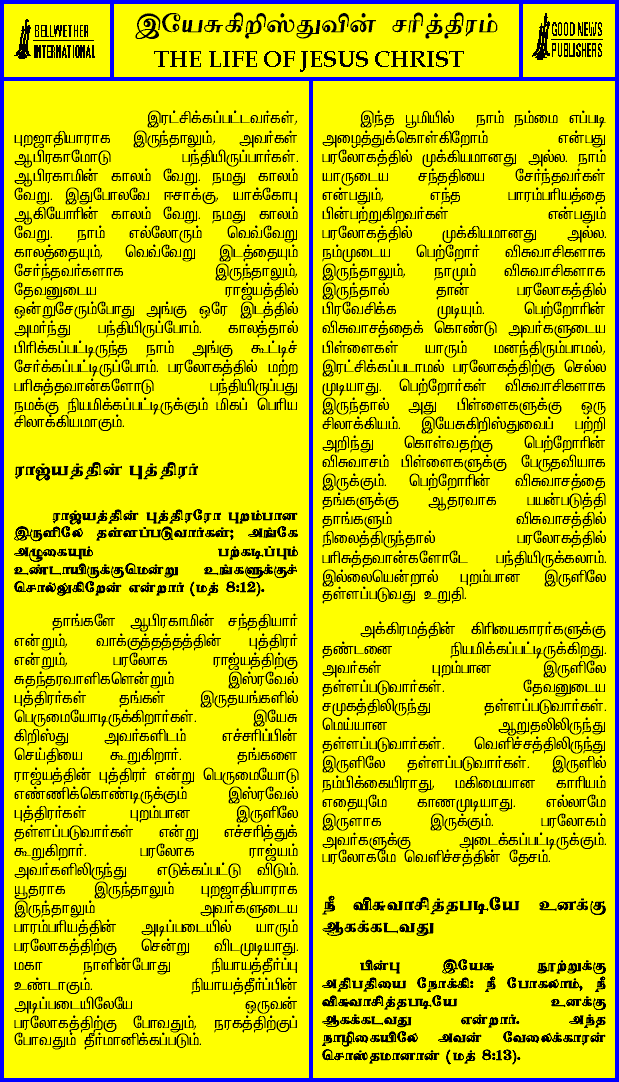 BELLWETHER
INTERNATIONAL
இயேசுகிறிஸ்துவின் சரித்திரம்
THE LIFE OF JESUS CHRIST
GOOD NEWS
PUBLISHERS
இரட்சிக்கப்பட்டவர்கள்,
புறஜாதியாராக இருந்தாலும், அவர்கள்
ஆபிரகாமோடு பந்தியிருப்பார்கள்.
ஆபிரகாமின் காலம் வேறு. நமது காலம்
வேறு. இதுபோலவே ஈசாக்கு, யாக்கோபு
ஆகியோரின் காலம் வேறு. நமது காலம்
வேறு. நாம் எல்லோரும் வெவ்வேறு
காலத்தையும், வெவ்வேறு இடத்தையும்
சேர்ந்தவர்களாக இருந்தாலும்,
தேவனுடைய ராஜ்யத்தில்
ஒன்றுசேரும்போது அங்கு ஒரே இடத்தில்
அமர்ந்து பந்தியிருப்போம். காலத்தால்
பிரிக்கப்பட்டிருந்த நாம் அங்கு கூட்டிச்
சேர்க்கப்பட்டிருப்போம். பரலோகத்தில் மற்ற
பரிசுத்தவான்களோடு பந்தியிருப்பது
நமக்கு நியமிக்கப்பட்டிருக்கும் மிகப் பெரிய
சிலாக்கியமாகும்.
ராஜ்யத்தின் புத்திரர்
ராஜ்யத்தின் புத்திரரோ புறம்பான
இருளிலே தள்ளப்படுவார்கள்; அங்கே
அழுகையும் பற்கடிப்பும்
உண்டாயிருக்குமென்று உங்களுக்குச்
சொல்லுகிறேன் என்றார் (மத் 8:12).
தாங்களே ஆபிரகாமின் சந்ததியார்
என்றும், வாக்குத்தத்தத்தின் புத்திரர்
என்றும், பரலோக ராஜ்யத்திற்கு
சுதந்தரவாளிகளென்றும் இஸ்ரவேல்
புத்திரர்கள் தங்கள் இருதயங்களில்
பெருமையோடிருக்கிறார்கள். இயேசு
கிறிஸ்து அவர்களிடம் எச்சரிப்பின்
செய்தியை கூறுகிறார். தங்களை
ராஜ்யத்தின் புத்திரர் என்று பெருமையோடு
எண்ணிக்கொண்டிருக்கும் இஸ்ரவேல்
புத்திரர்கள் புறம்பான இருளிலே
தள்ளப்படுவார்கள் என்று எச்சரித்துக்
கூறுகிறார். பரலோக ராஜ்யம்
அவர்களிலிருந்து எடுக்கப்பட்டு விடும்.
யூதராக இருந்தாலும் புறஜாதியாராக
இருந்தாலும் அவர்களுடைய
பாரம்பரியத்தின் அடிப்படையில் யாரும்
பரலோகத்திற்கு சென்று விடமுடியாது.
மகா நாளின்போது நியாயத்தீர்ப்பு
உண்டாகும். நியாயத்தீர்ப்பின்
அடிப்படையிலேயே ஒருவன்
பரலோகத்திற்கு போவதும், நரகத்திற்குப்
போவதும் தீர்மானிக்கப்படும்.
இந்த பூமியில் நாம் நம்மை எப்படி
அழைத்துக்கொள்கிறோம் என்பது
பரலோகத்தில் முக்கியமானது அல்ல. நாம்
யாருடைய சந்ததியை சேர்ந்தவர்கள்
என்பதும், எந்த பாரம்பரியத்தை
பின்பற்றுகிறவர்கள் என்பதும்
பரலோகத்தில் முக்கியமானது அல்ல.
நம்முடைய பெற்றோர் விசுவாசிகளாக
இருந்தாலும், நாமும் விசுவாசிகளாக
இருந்தால் தான் பரலோகத்தில்
பிரவேசிக்க முடியும். பெற்றோரின்
விசுவாசத்தைக் கொண்டு அவர்களுடைய
பிள்ளைகள் யாரும் மனந்திரும்பாமல்,
இரட்சிக்கப்படாமல் பரலோகத்திற்கு செல்ல
முடியாது. பெற்றோர்கள் விசுவாசிகளாக
இருந்தால் அது பிள்ளைகளுக்கு ஒரு
சிலாக்கியம். இயேசுகிறிஸ்துவைப் பற்றி
அறிந்து கொள்வதற்கு பெற்றோரின்
விசுவாசம் பிள்ளைகளுக்கு பேருதவியாக
இருக்கும். பெற்றோரின் விசுவாசத்தை
தங்களுக்கு ஆதரவாக பயன்படுத்தி
தாங்களும் விசுவாசத்தில்
நிலைத்திருந்தால் பரலோகத்தில்
பரிசுத்தவான்களோடே பந்தியிருக்கலாம்.
இல்லையென்றால் புறம்பான இருளிலே
தள்ளப்படுவது உறுதி.
அக்கிரமத்தின் கிரியைகாரர்களுக்கு
தண்டனை நியமிக்கப்பட்டிருக்கிறது.
அவர்கள் புறம்பான இருளிலே
தள்ளப்படுவார்கள். தேவனுடைய
சமுகத்திலிருந்து தள்ளப்படுவார்கள்.
மெய்யான ஆறுதலிலிருந்து
தள்ளப்படுவார்கள். வெளிச்சத்திலிருந்து
இருளிலே தள்ளப்படுவார்கள். இருளில்
நம்பிக்கையிராது, மகிமையான காரியம்
எதையுமே காணமுடியாது. எல்லாமே
இருளாக இருக்கும். பரலோகம்
அவர்களுக்கு அடைக்கப்பட்டிருக்கும்.
பரலோகமே வெளிச்சத்தின் தேசம்.
நீ விசுவாசித்தபடியே உனக்கு
ஆகக்கடவது
பின்பு இயேசு நூற்றுக்கு
அதிபதியை நோக்கி: நீ போகலாம், நீ
விசுவாசித்தபடியே உனக்கு
ஆகக்கடவது என்றார். அந்த
நாழிகையிலே அவன் வேலைக்காரன்
சொஸ்தமானான் (மத் 8:13).